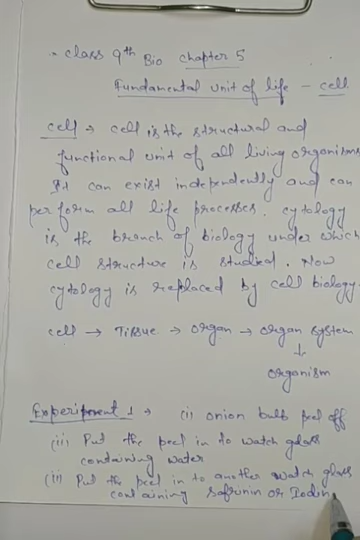 • Class 9th Bio Chapter 5
Fundamental unit of life - cell
Cell → cell is the structural and
functional unit of all living organisms
It can exist independently and can
perform all life processes. cytology
is the branch of biology under which
cell structure is studied. Now
cytology is replaced by cell biology.
cell → Tissue → organ → organ system
↓
organism
Experiment 1 → (i) onion bulb peel off
(iii) Put the peel in to watch glass
containing water
(ii) Put the peel in to another watch glass
containing Safranin or Iodin